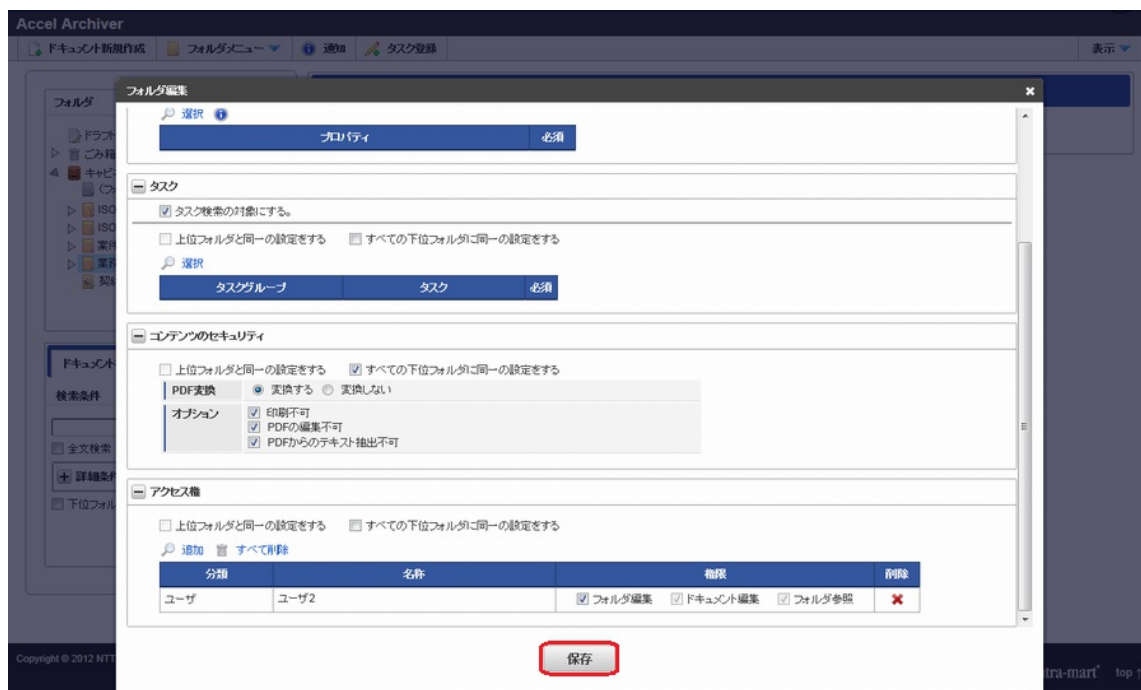 Accel Archiver
ドキュメント新規作成 フォルダメニュー 通知 タスク登録 表示
フォルダ編集
フォルダ
選択
プロパティ 必須
ドラフト
ごみ箱
キャビ
(フ
タスク
タスク検索の対象にする。
ISO
ISO
上位フォルダと同一の設定をする すべての下位フォルダに同一の設定をする
案件
選択
業務
契約
タスクグループ タスク 必須
コンテンツのセキュリティ
上位フォルダと同一の設定をする すべての下位フォルダに同一の設定をする
ドキュメント
PDF変換 変換する 変換しない
検索条件
オプション 印刷不可
PDFの編集不可
PDFからのテキスト抽出不可
全文検索
詳細条件
下位フォル
アクセス権
上位フォルダと同一の設定をする すべての下位フォルダに同一の設定をする
追加 すべて削除
分類 名称 権限 削除
ユーザ ユーザ2 フォルダ編集 ドキュメント編集 フォルダ参照
保存
Copyright © 2012 NTT
tra-mart top